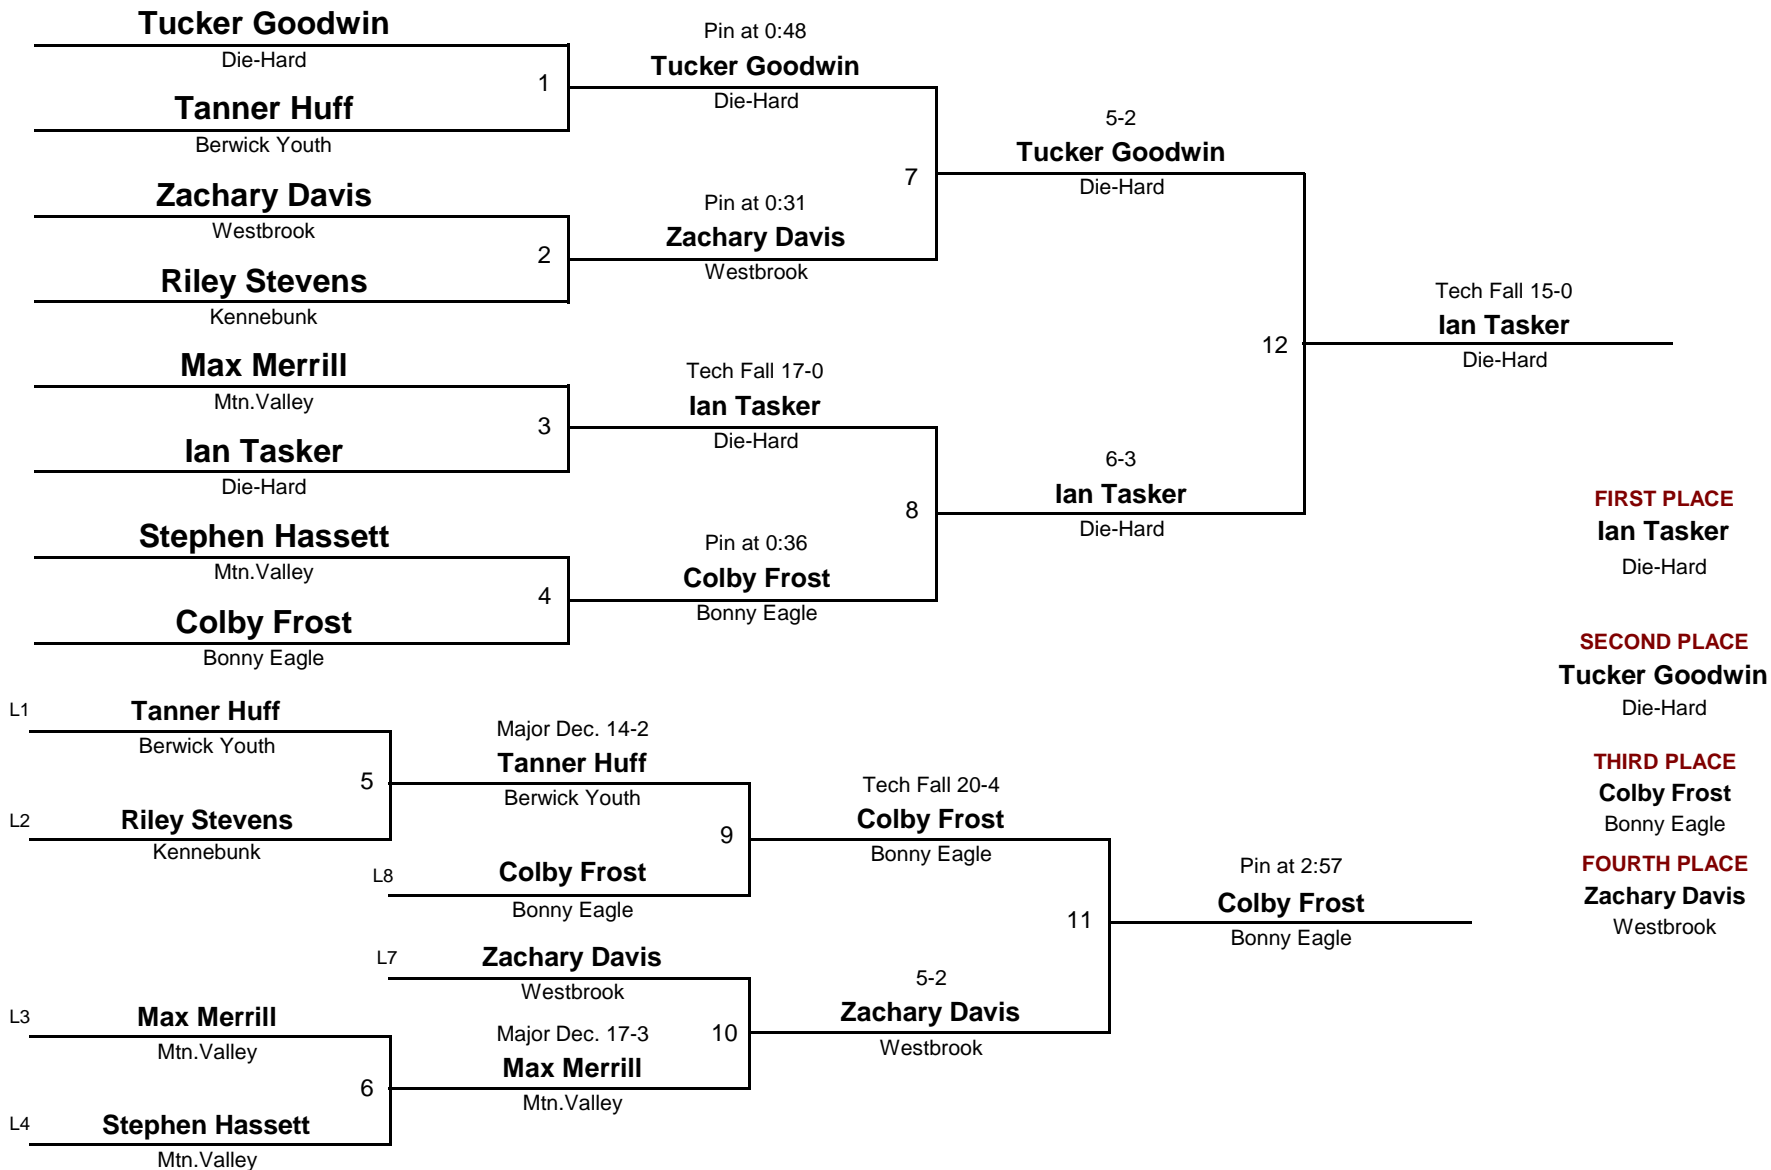 Tucker Goodwin
Die-Hard
1
Tanner Huff
Berwick Youth
Zachary Davis
Westbrook
2
Riley Stevens
Kennebunk
Max Merrill
Mtn.Valley
3
Ian Tasker
Die-Hard
Stephen Hassett
Mtn.Valley
4
Colby Frost
Bonny Eagle
Pin at 0:48
Tucker Goodwin
Die-Hard
7
Pin at 0:31
Zachary Davis
Westbrook
Tech Fall 17-0
Ian Tasker
Die-Hard
8
Pin at 0:36
Colby Frost
Bonny Eagle
5-2
Tucker Goodwin
Die-Hard
12
6-3
Ian Tasker
Die-Hard
Tech Fall 15-0
Ian Tasker
Die-Hard
FIRST PLACE
Ian Tasker
Die-Hard
SECOND PLACE
Tucker Goodwin
Die-Hard
THIRD PLACE
Colby Frost
Bonny Eagle
FOURTH PLACE
Zachary Davis
Westbrook
L1 Tanner Huff
Berwick Youth
5
L2 Riley Stevens
Kennebunk
L3 Max Merrill
Mtn.Valley
6
L4 Stephen Hassett
Mtn.Valley
Major Dec. 14-2
Tanner Huff
Berwick Youth
9
L8 Colby Frost
Bonny Eagle
L7 Zachary Davis
Westbrook
10
Major Dec. 17-3
Max Merrill
Mtn.Valley
Tech Fall 20-4
Colby Frost
Bonny Eagle
11
5-2
Zachary Davis
Westbrook
Pin at 2:57
Colby Frost
Bonny Eagle